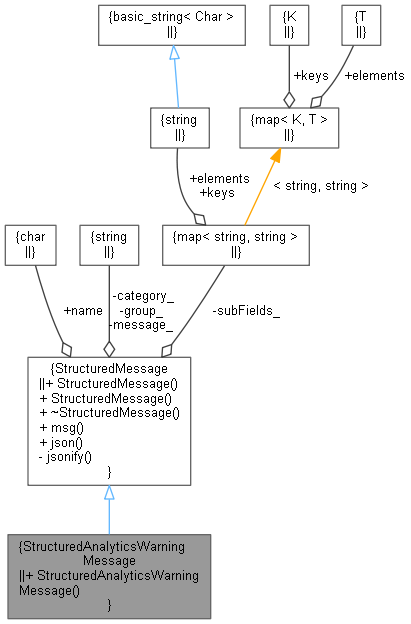 {basic_string< Char >
||}
{K
||}
{T
||}
+keys
+elements
{string
||}
{map< K, T >
||}
+elements
+keys
< string, string >
{char
||}
{string
||}
{map< string, string >
||}
+name
-category_
-group_
-message_
-subFields_
{StructuredMessage
||+ StructuredMessage()
+ StructuredMessage()
+ ~StructuredMessage()
+ msg()
+ json()
- jsonify()
}
{StructuredAnalyticsWarning
Message
||+ StructuredAnalyticsWarning
Message()
}